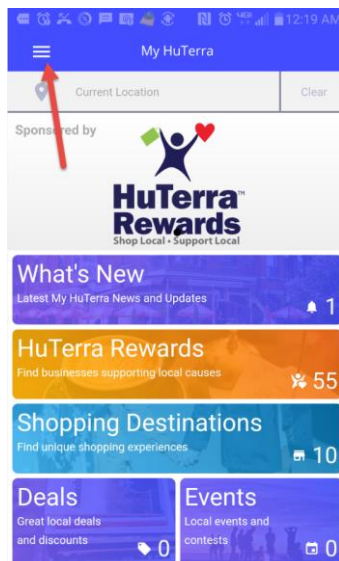 12:19 AM
My HuTerra
Current Location
Clear
Sponsored by
HuTerra™
Rewards
Shop Local • Support Local
What's New
Latest My HuTerra News and Updates
1
HuTerra Rewards
Find businesses supporting local causes
55
Shopping Destinations
Find unique shopping experiences
10
Deals
Great local deals
and discounts
0
Events
Local events and
contests
0